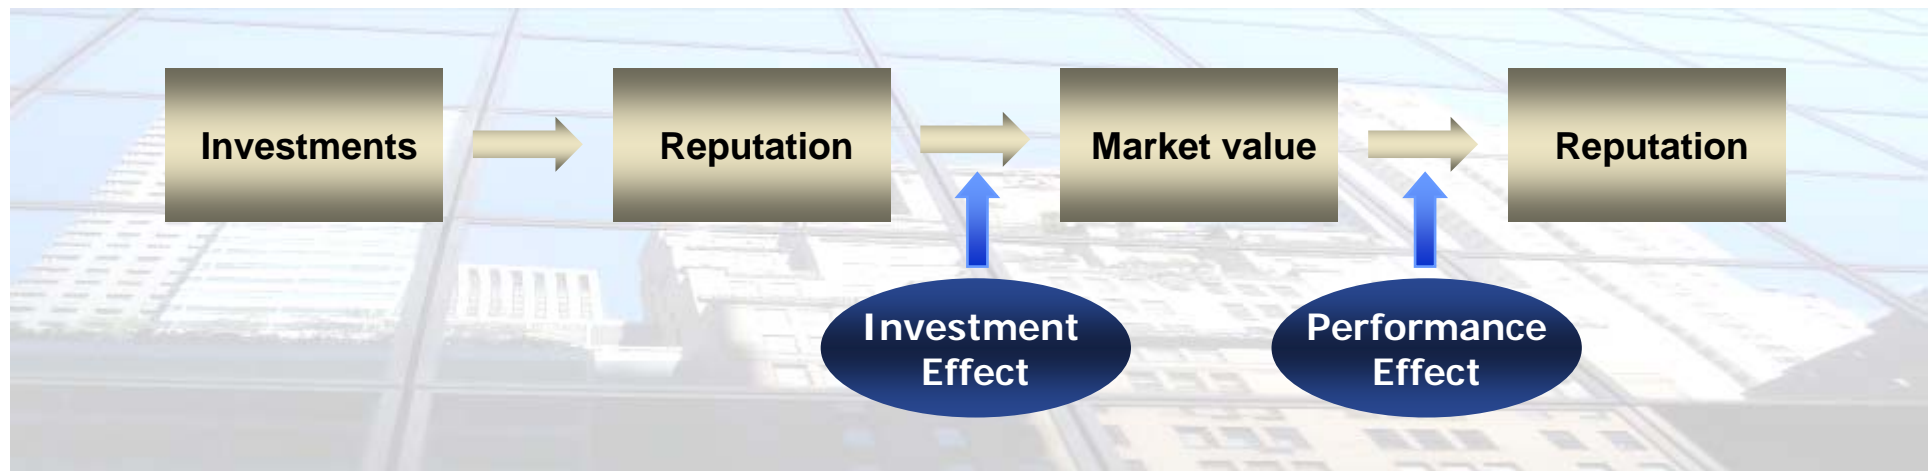 Investments
Reputation
Market value
Reputation
Investment
Effect
Performance
Effect